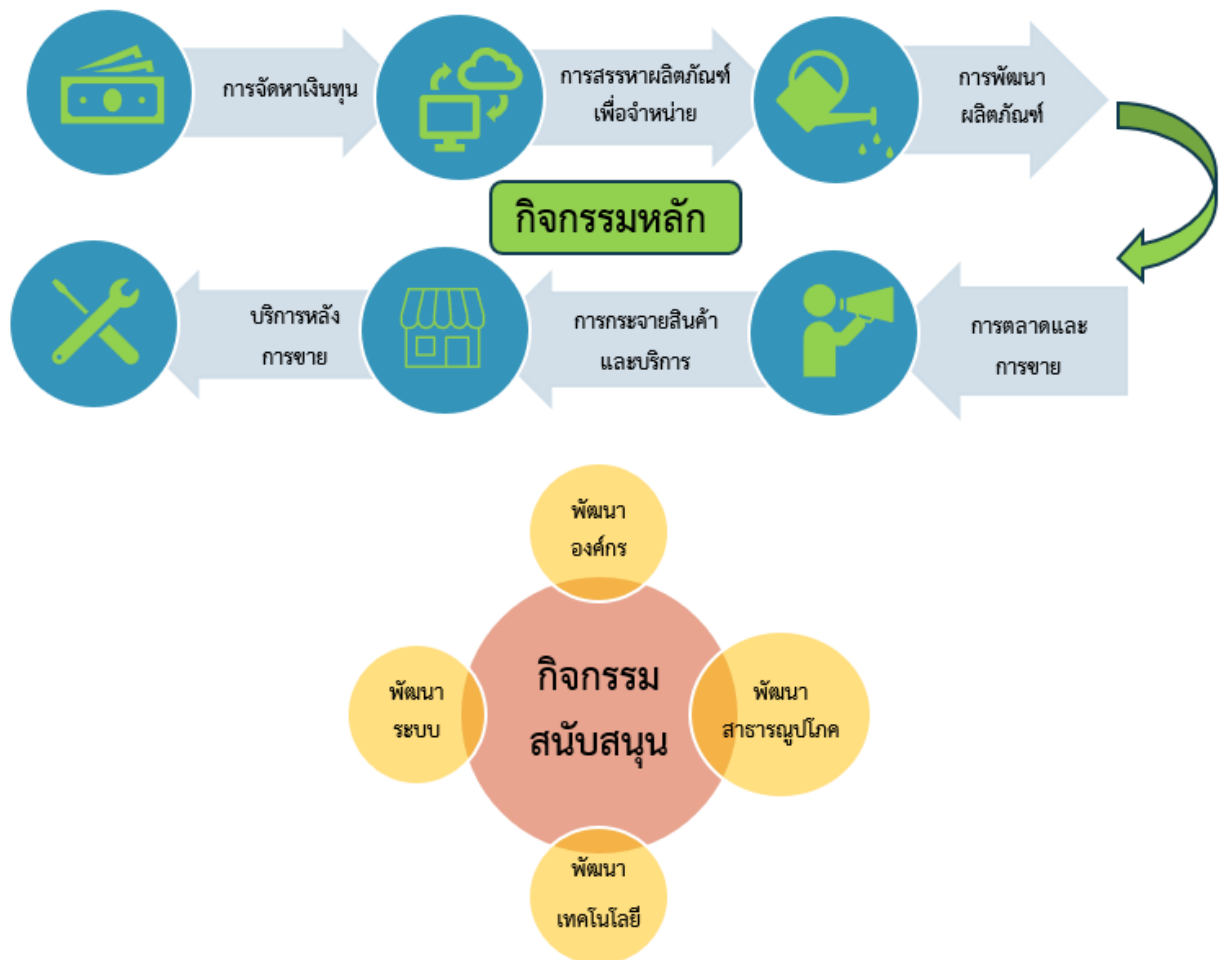 การจัดหาเงินทุน
การสรรหาผลิตภัณฑ์
เพื่อจำหน่าย
การพัฒนา
ผลิตภัณฑ์
กิจกรรมหลัก
การตลาดและ
การขาย
การกระจายสินค้า
และบริการ
บริการหลัง
การขาย
พัฒนา
องค์กร
กิจกรรม
สนับสนุน
พัฒนา
ระบบ
พัฒนา
สาธารณูปโภค
พัฒนา
เทคโนโลยี